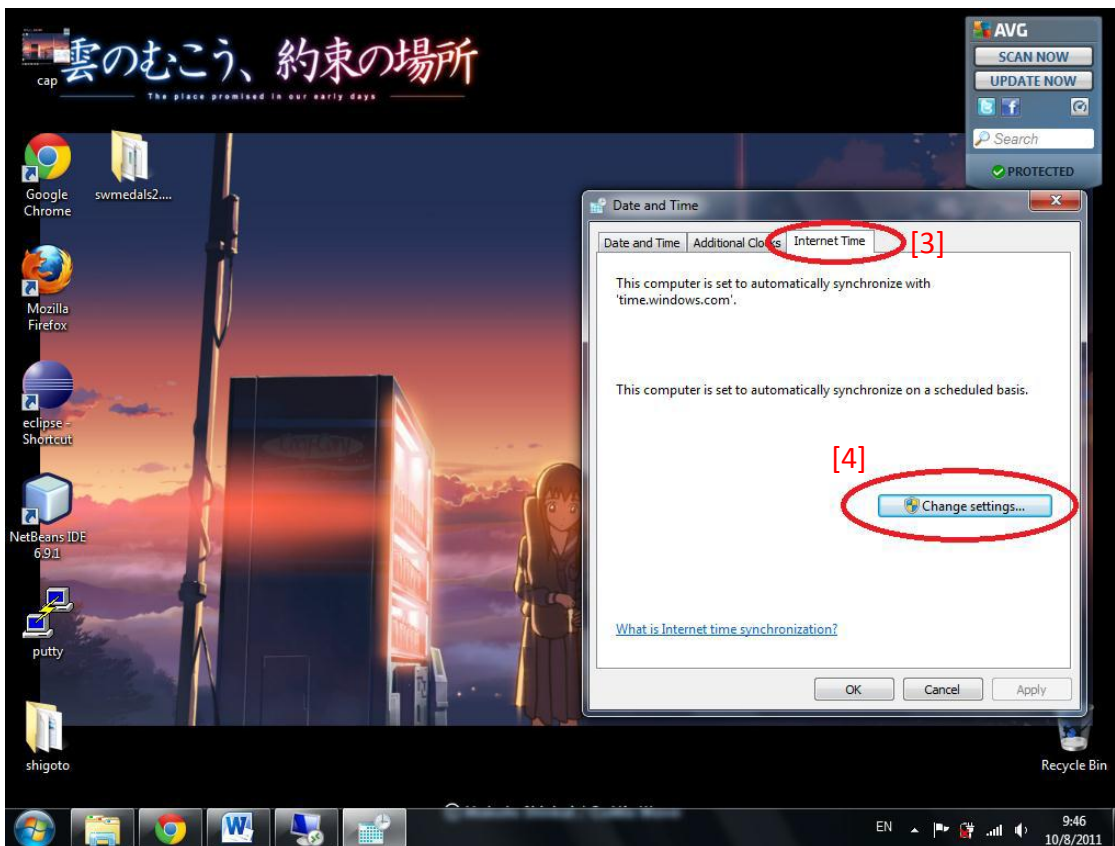 雲のむこう、約束の場所
The place promised in our early days
cap
AVG
SCAN NOW
UPDATE NOW
Search
PROTECTED
Google
Chrome
swmedals2....
Mozilla
Firefox
eclipse -
Shortcut
NetBeans IDE
6.9.1
putty
shigoto
Date and Time
Date and Time
Additional Clocks
Internet Time
[3]
This computer is set to automatically synchronize with
'time.windows.com'.
This computer is set to automatically synchronize on a scheduled basis.
[4]
Change settings...
What is Internet time synchronization?
OK
Cancel
Apply
Recycle Bin
EN
9:46
10/8/2011